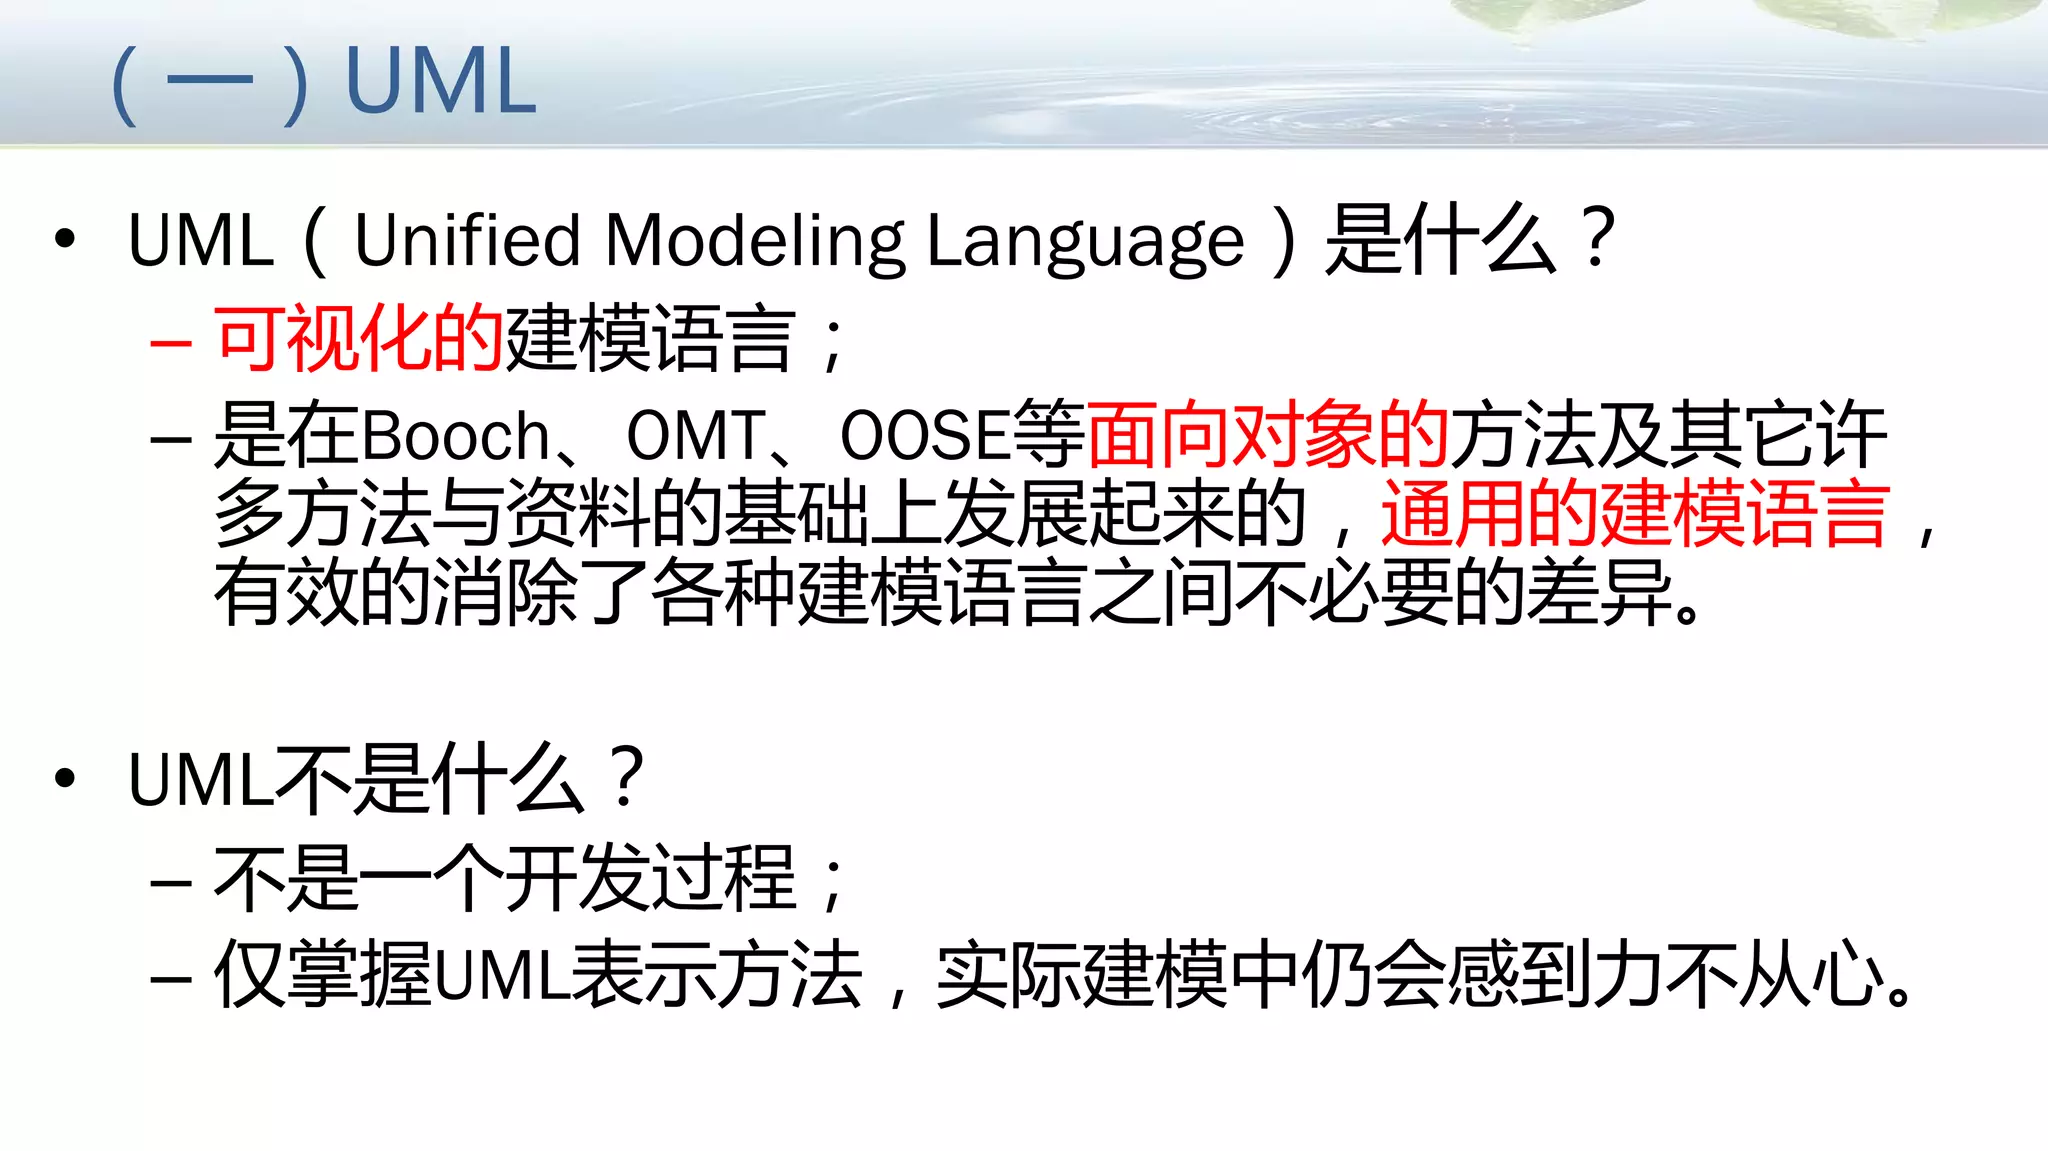 （一）UML
• UML（Unified Modeling Language）是什么？
– 可视化的建模语言；
– 是在Booch、OMT、OOSE等面向对象的方法及其它许
多方法与资料的基础上发展起来的，通用的建模语言，
有效的消除了各种建模语言之间不必要的差异。
• UML不是什么？
– 不是一个开发过程；
– 仅掌握UML表示方法，实际建模中仍会感到力不从心。